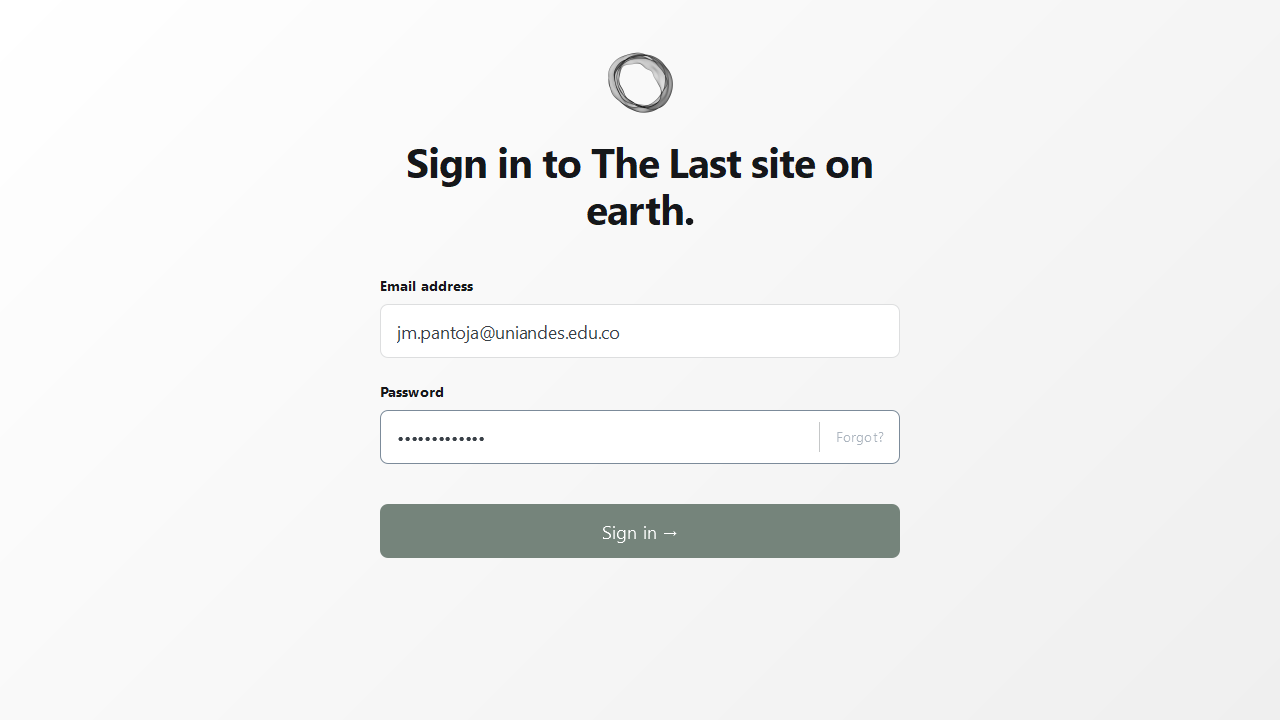 Sign in to The Last site on
earth.
Email address
jm.pantoja@uniandes.edu.co
Password
•••••••••••••
Forgot?
Sign in →